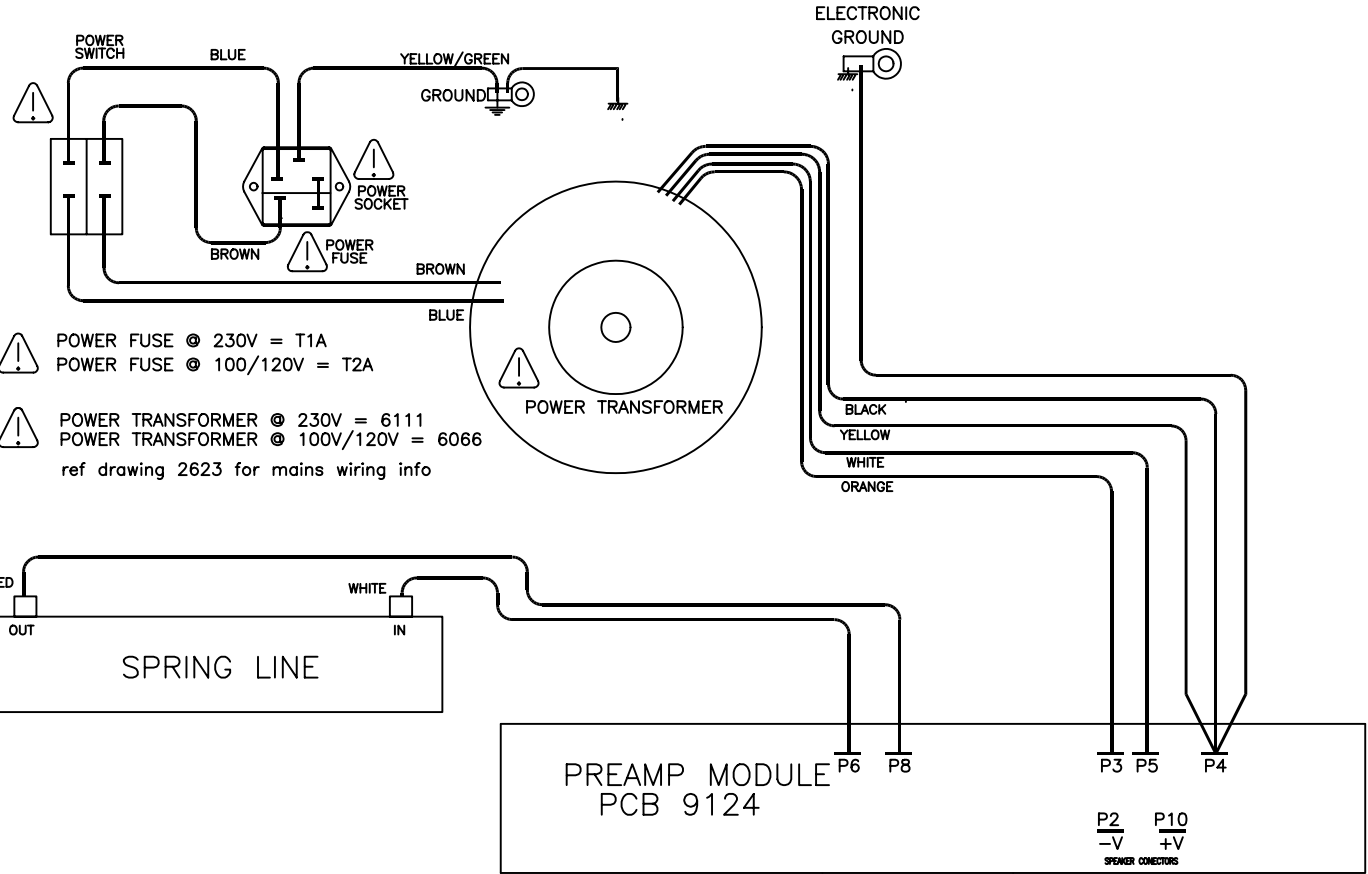 ELECTRONIC
GROUND
POWER
SWITCH
BLUE
YELLOW/GREEN
GROUND
POWER
SOCKET
BROWN
POWER
FUSE
BROWN
BLUE
POWER FUSE @ 230V = T1A
POWER FUSE @ 100/120V = T2A
POWER TRANSFORMER
BLACK
YELLOW
WHITE
ORANGE
POWER TRANSFORMER @ 230V = 6111
POWER TRANSFORMER @ 100V/120V = 6066
ref drawing 2623 for mains wiring info
ED
WHITE
OUT
IN
SPRING LINE
PREAMP MODULE
PCB 9124
P6
P8
P3
P5
P4
P2
P10
-V
+V
SPEAKER CONECTORS